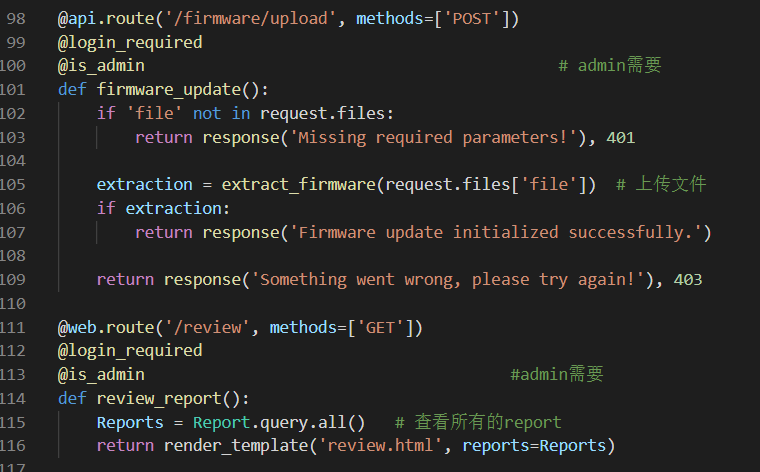 98 @api.route('/firmware/upload', methods=['POST'])
99 @login_required
100 @is_admin # admin需要
101 def firmware_update():
102 if 'file' not in request.files:
103 return response('Missing required parameters!'), 401
104
105 extraction = extract_firmware(request.files['file']) # 上传文件
106 if extraction:
107 return response('Firmware update initialized successfully.')
108
109 return response('Something went wrong, please try again!'), 403
110
111 @web.route('/review', methods=['GET'])
112 @login_required
113 @is_admin #admin需要
114 def review_report():
115 Reports = Report.query.all() # 查看所有的report
116 return render_template('review.html', reports=Reports)
117